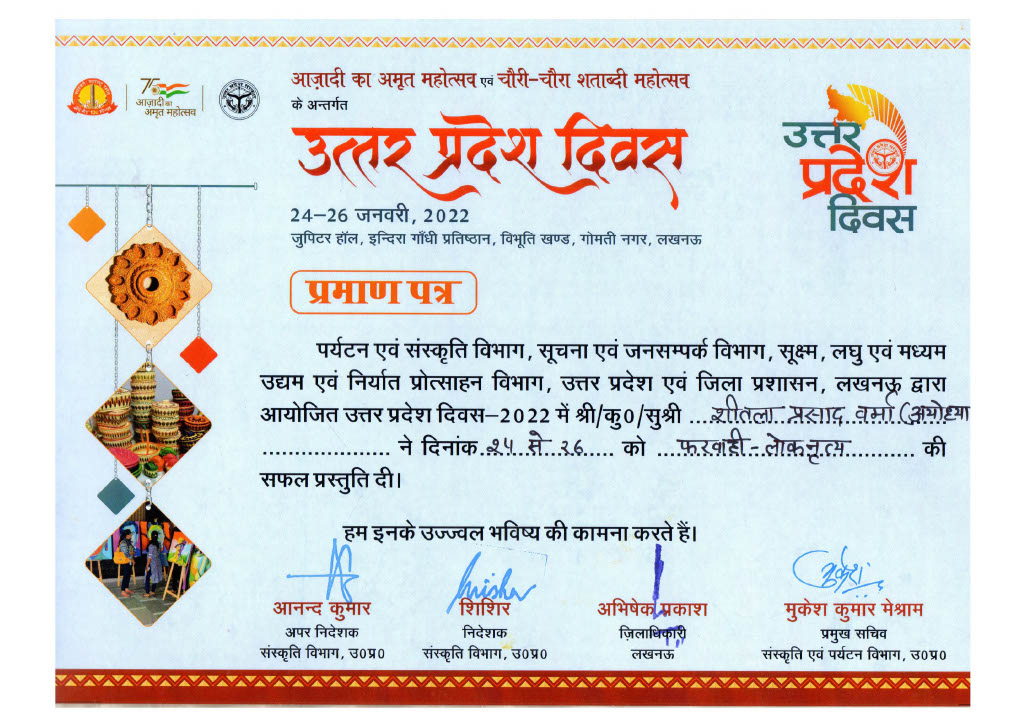 आज़ादी का अमृत महोत्सव एवं चौरी-चौरा शताब्दी महोत्सव
के अन्तर्गत
उत्तर प्रदेश दिवस
24–26 जनवरी, 2022
जुपिटर हॉल, इन्दिरा गाँधी प्रतिष्ठान, विभूति खण्ड, गोमती नगर, लखनऊ
75
आज़ादी का
अमृत महोत्सव
उत्तर
प्रदेश
दिवस
प्रमाण पत्र
पर्यटन एवं संस्कृति विभाग, सूचना एवं जनसम्पर्क विभाग, सूक्ष्म, लघु एवं मध्यम
उद्यम एवं निर्यात प्रोत्साहन विभाग, उत्तर प्रदेश एवं जिला प्रशासन, लखनऊ द्वारा
आयोजित उत्तर प्रदेश दिवस–2022 में श्री/कु0/सुश्री ...शीतला प्रसाद वर्मा (अयोध्या
.................... ने दिनांक..२५ से २६..... को ...फरवाही - लोकनृत्य........... की
सफल प्रस्तुति दी।
हम इनके उज्ज्वल भविष्य की कामना करते हैं।
आनन्द कुमार
अपर निदेशक
संस्कृति विभाग, उ0प्र0
शिशिर
निदेशक
संस्कृति विभाग, उ0प्र0
अभिषेक प्रकाश
ज़िलाधिकारी
लखनऊ
मुकेश
मुकेश कुमार मेश्राम
प्रमुख सचिव
संस्कृति एवं पर्यटन विभाग, उ0प्र0